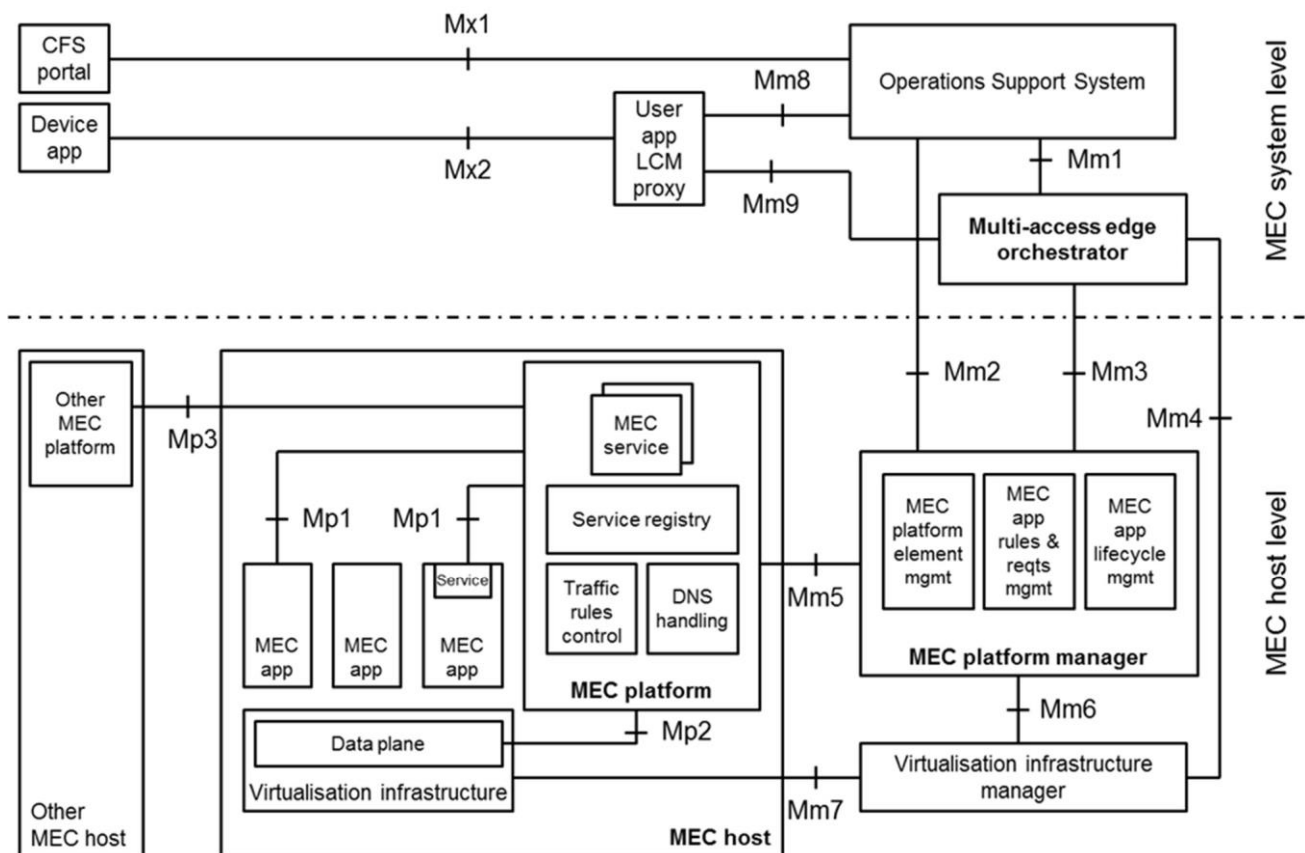 CFS
portal
Mx1
Operations Support System
Device
app
Mx2
User
app
LCM
proxy
Mm8
Mm9
Mm1
Multi-access edge
orchestrator
MEC system level
Other
MEC
platform
Mp3
MEC
service
Mm2
Mm3
Mm4
Mp1
Mp1
Service registry
MEC
platform
element
mgmt
MEC
app
rules &
reqts
mgmt
MEC
app
lifecycle
mgmt
MEC platform manager
MEC
app
MEC
app
Service
MEC
app
Traffic
rules
control
DNS
handling
MEC platform
Mm5
Mp2
Mm6
Data plane
Virtualisation infrastructure
Mm7
Virtualisation infrastructure
manager
Other
MEC host
MEC host
MEC host level